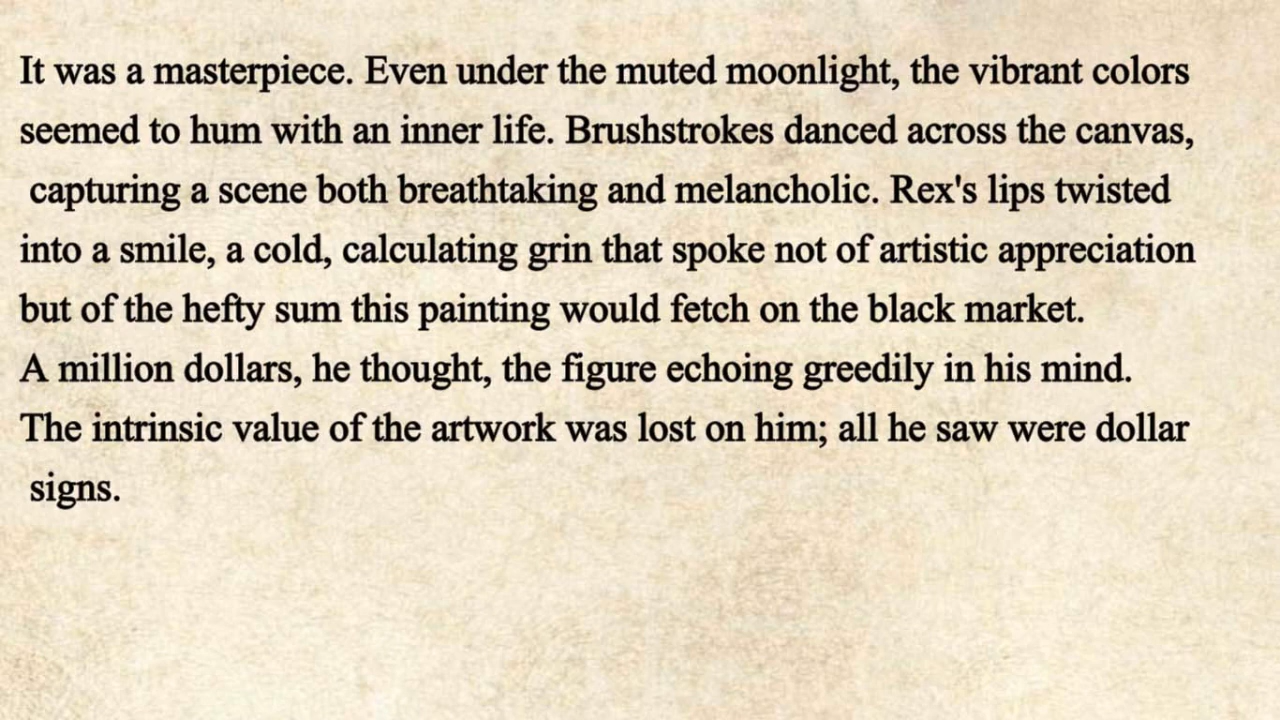 It was a masterpiece. Even under the muted moonlight, the vibrant colors
seemed to hum with an inner life. Brushstrokes danced across the canvas,
capturing a scene both breathtaking and melancholic. Rex's lips twisted
into a smile, a cold, calculating grin that spoke not of artistic appreciation
but of the hefty sum this painting would fetch on the black market.
A million dollars, he thought, the figure echoing greedily in his mind.
The intrinsic value of the artwork was lost on him; all he saw were dollar
signs.